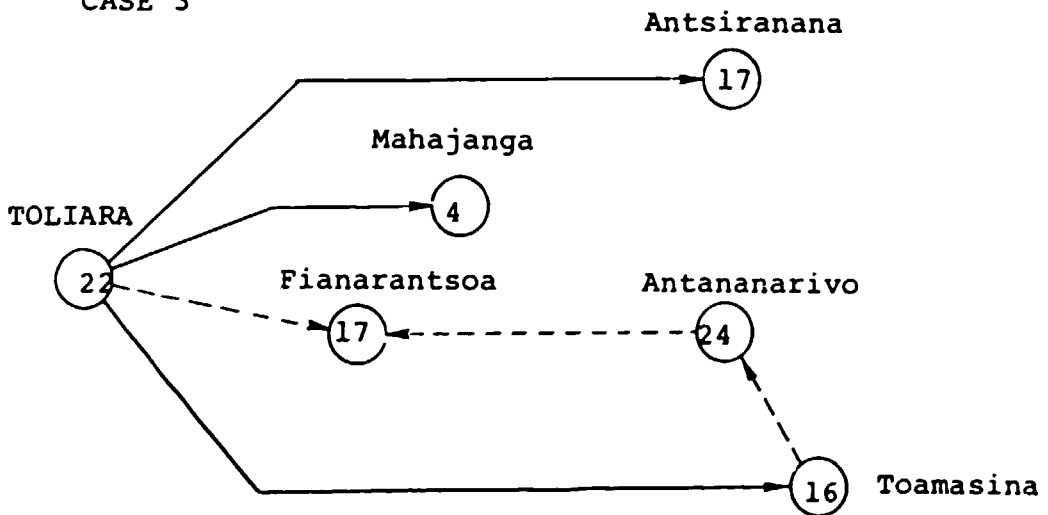 CASE 3
Antsiranana
17
Mahajanga
4
TOLIARA
22
Fianarantsoa
17
Antananarivo
24
16
Toamasina